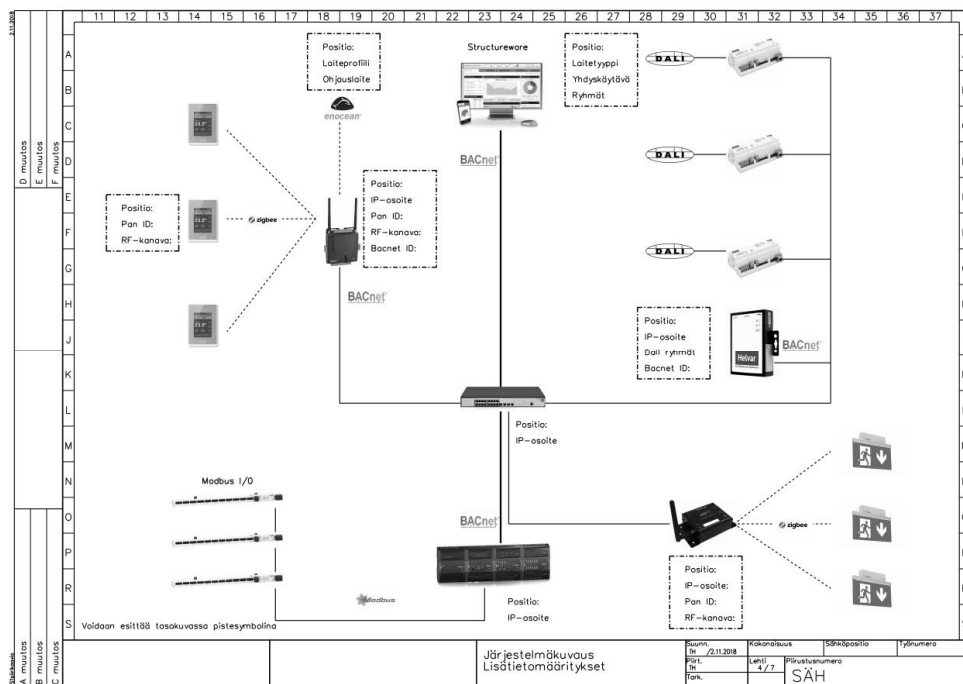 11 12 13 14 15 16 17 18 19 20 21 22 23 24 25 26 27 28 29 30 31 32 33 34 35 36 37
2.11.2018
D muutos
E muutos
F muutos
A
B
C
D
E
F
G
H
J
K
L
M
N
O
P
R
S
Positio:
Laiteprofiili
Ohjauslaite
enocean
Structureware
Positio:
Laitetyyppi
Yhdyskäytävä
Ryhmät
DALI
DALI
DALI
BACnet
Positio:
Pan ID:
RF-kanava:
zigbee
Positio:
IP-osoite
Pan ID:
RF-kanava:
Bacnet ID:
BACnet
Positio:
IP-osoite
Dali ryhmät
Bacnet ID:
Helvar
BACnet
Positio:
IP-osoite
Modbus I/O
BACnet
zigbee
Modbus
Positio:
IP-osoite
Positio:
IP-osoite:
Pan ID:
RF-kanava:
Voidaan esittää tasokuvassa pistesymbolina
A muutos
B muutos
C muutos
Järjestelmäkuvaus
Lisätietomääritykset
Suunn.
TH /2.11.2018
Kokonaisuus
Sähköpositio
Työnumero
Piirt.
TH
Lehti
4 / 7
Piirustusnumero
SÄH
Tark.